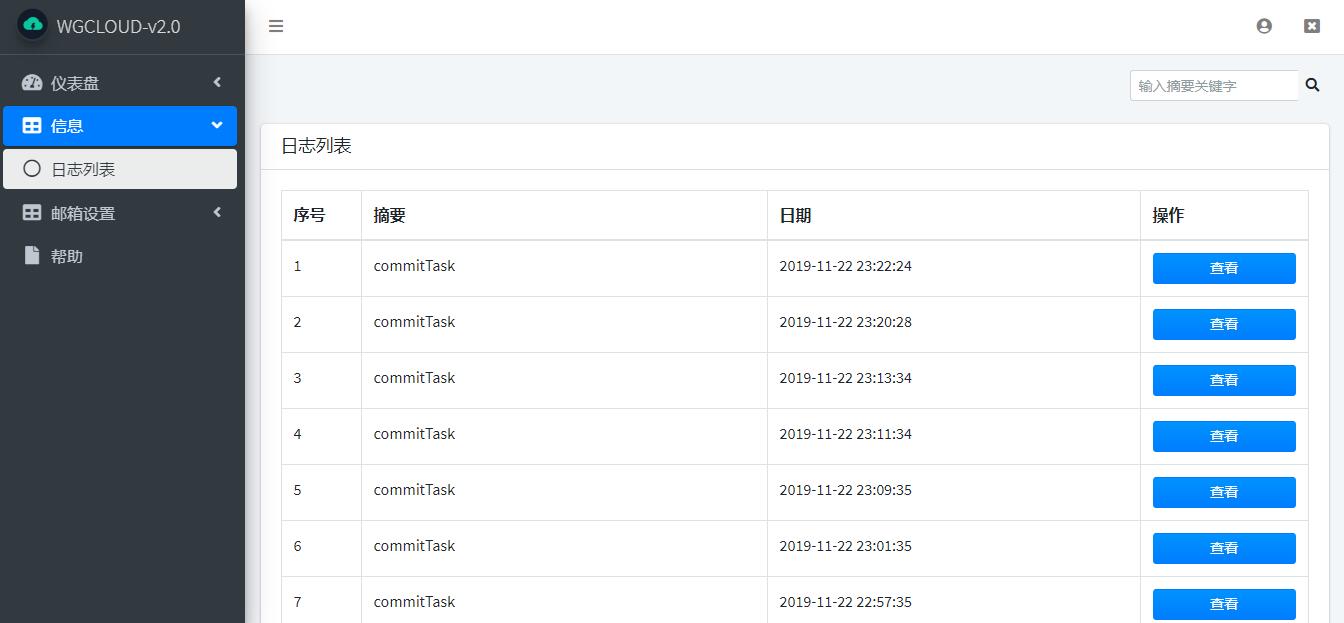 WGCLOUD-v2.0
仪表盘
信息
日志列表
邮箱设置
帮助
输入摘要关键字
日志列表
序号 摘要 日期 操作
1 commitTask 2019-11-22 23:22:24 查看
2 commitTask 2019-11-22 23:20:28 查看
3 commitTask 2019-11-22 23:13:34 查看
4 commitTask 2019-11-22 23:11:34 查看
5 commitTask 2019-11-22 23:09:35 查看
6 commitTask 2019-11-22 23:01:35 查看
7 commitTask 2019-11-22 22:57:35 查看